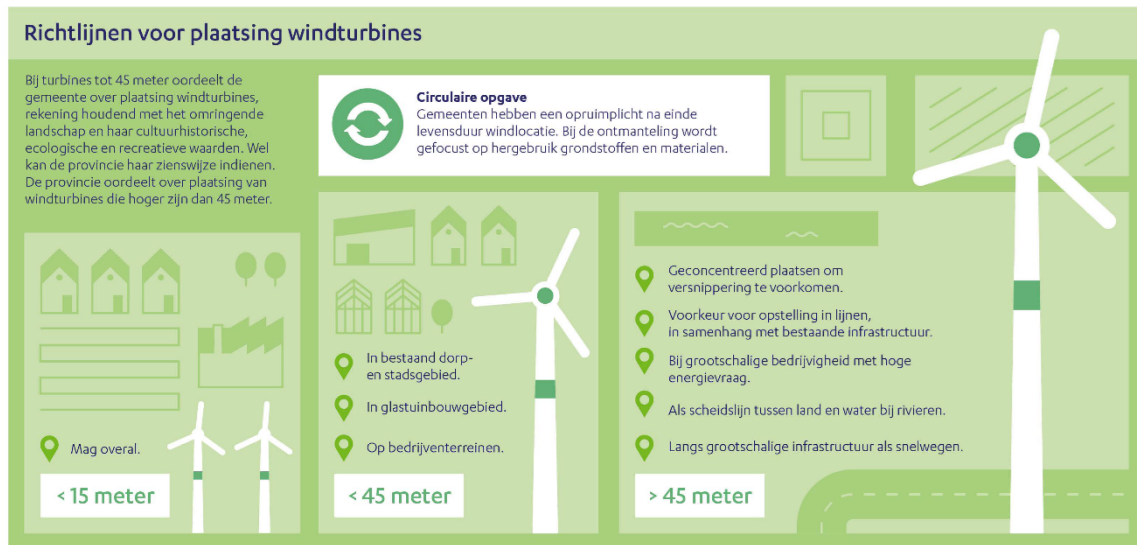 Richtlijnen voor plaatsing windturbines
Bij turbines tot 45 meter oordeelt de
gemeente over plaatsing windturbines,
rekening houdend met het omringende
landschap en haar cultuurhistorische,
ecologische en recreatieve waarden. Wel
kan de provincie haar zienswijze indienen.
De provincie oordeelt over plaatsing van
windturbines die hoger zijn dan 45 meter.
Circulaire opgave
Gemeenten hebben een opruimplicht na einde
levensduur windlocatie. Bij de ontmanteling wordt
gefocust op hergebruik grondstoffen en materialen.
Mag overal.
< 15 meter
In bestaand dorp-
en stadsgebied.
In glastuinbouwgebied.
Op bedrijventerreinen.
< 45 meter
Geconcentreerd plaatsen om
versnippering te voorkomen.
Voorkeur voor opstelling in lijnen,
in samenhang met bestaande infrastructuur.
Bij grootschalige bedrijvigheid met hoge
energievraag.
Als scheidslijn tussen land en water bij rivieren.
Langs grootschalige infrastructuur als snelwegen.
> 45 meter